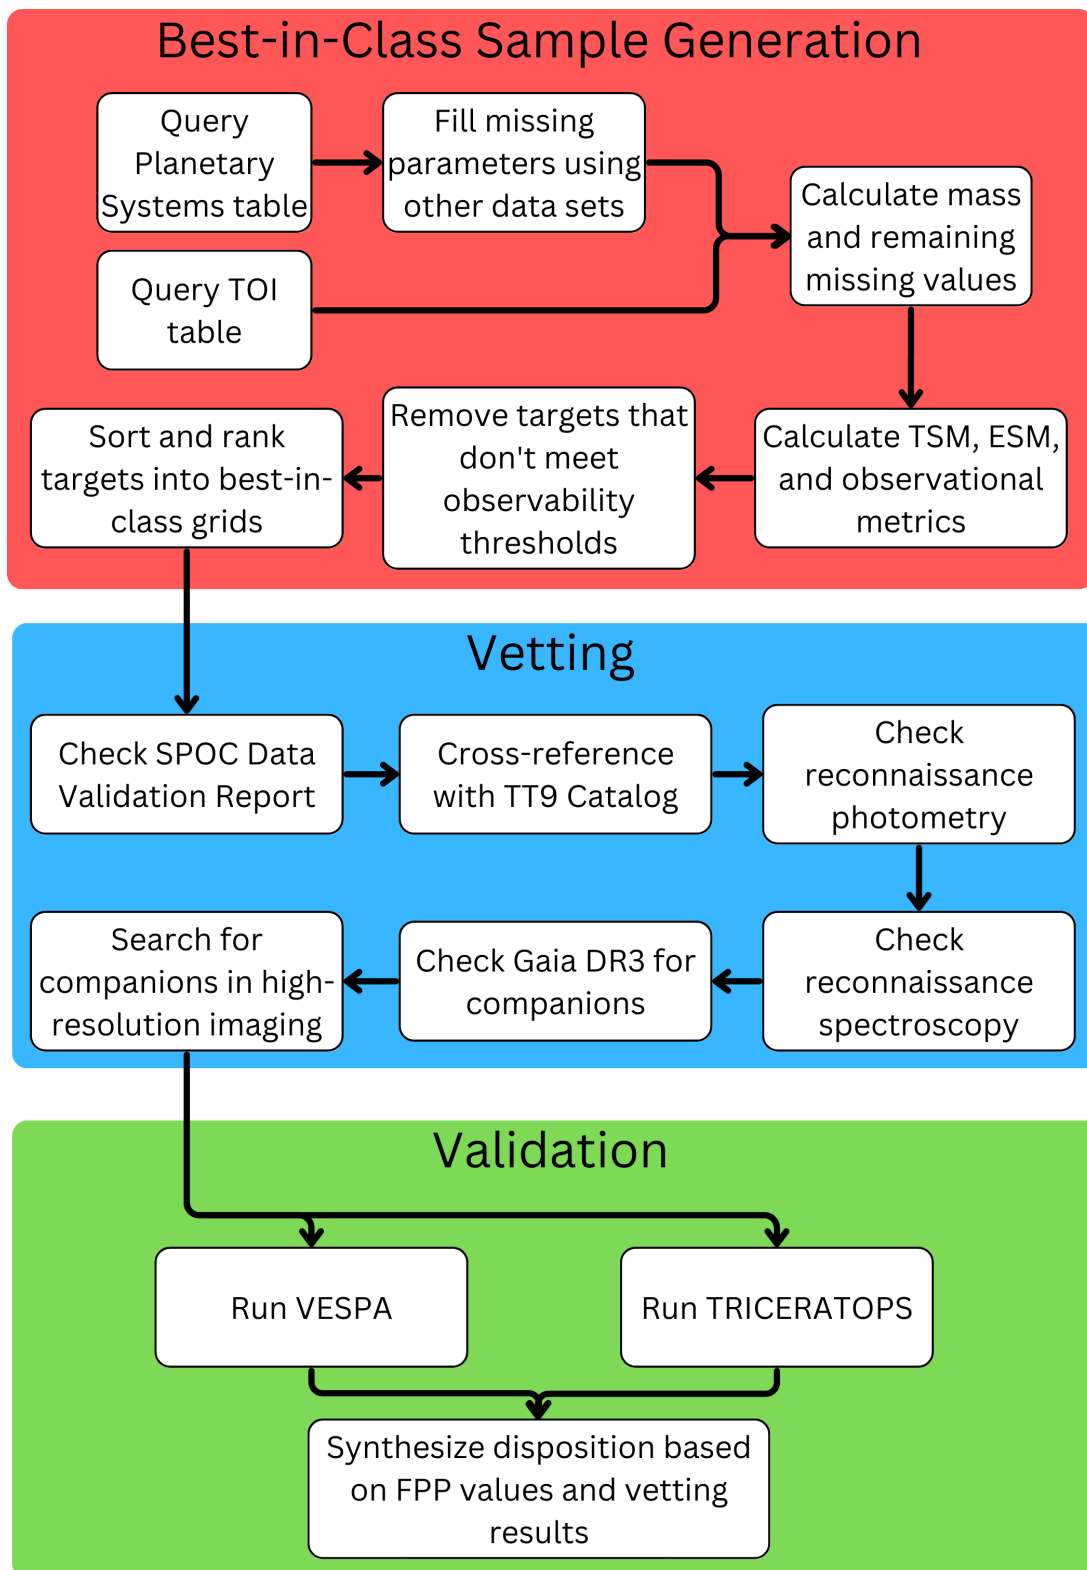 Best-in-Class Sample Generation
Query
Planetary
Systems table
Fill missing
parameters using
other data sets
Calculate mass
and remaining
missing values
Query TOI
table
Sort and rank
targets into best-in-
class grids
Remove targets that
don't meet
observability
thresholds
Calculate TSM, ESM,
and observational
metrics
Vetting
Check SPOC Data
Validation Report
Cross-reference
with TT9 Catalog
Check
reconnaissance
photometry
Search for
companions in high-
resolution imaging
Check Gaia DR3 for
companions
Check
reconnaissance
spectroscopy
Validation
Run VESPA
Run TRICERATOPS
Synthesize disposition based
on FPP values and vetting
results